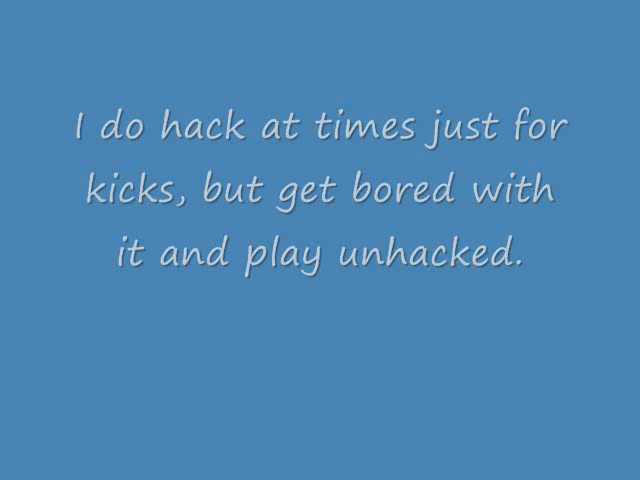 I do hack at times just for
kicks, but get bored with
it and play unhacked.